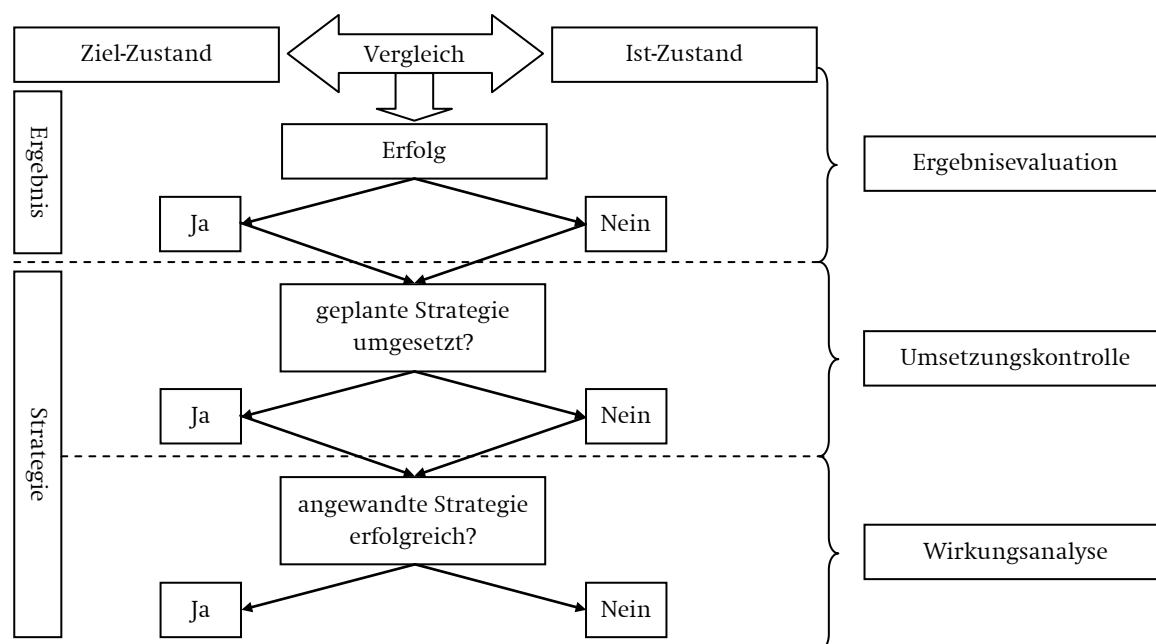 Ziel-Zustand
Vergleich
Ist-Zustand
Ergebnis
Erfolg
Ergebnisevaluation
Ja
Nein
Strategie
geplante Strategie
umgesetzt?
Umsetzungskontrolle
Ja
Nein
angewandte Strategie
erfolgreich?
Wirkungsanalyse
Ja
Nein